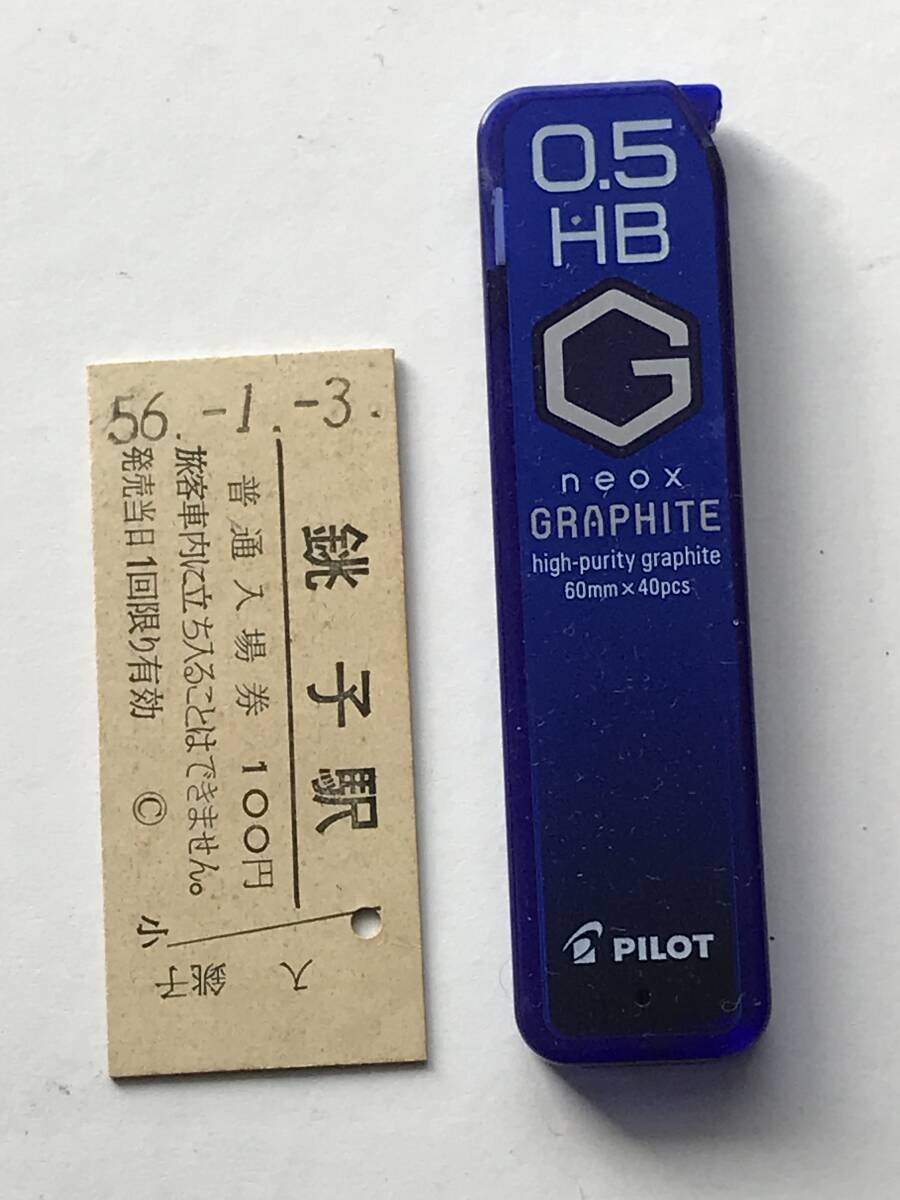 56.-1.-3.
銚子駅
普通入場券 100円
旅客車内に立ち入ることはできません。
発売当日1回限り有効 Ⓒ
小
銚子
入
0.5
HB
G
neox
GRAPHITE
high-purity graphite
60mm×40pcs
PILOT